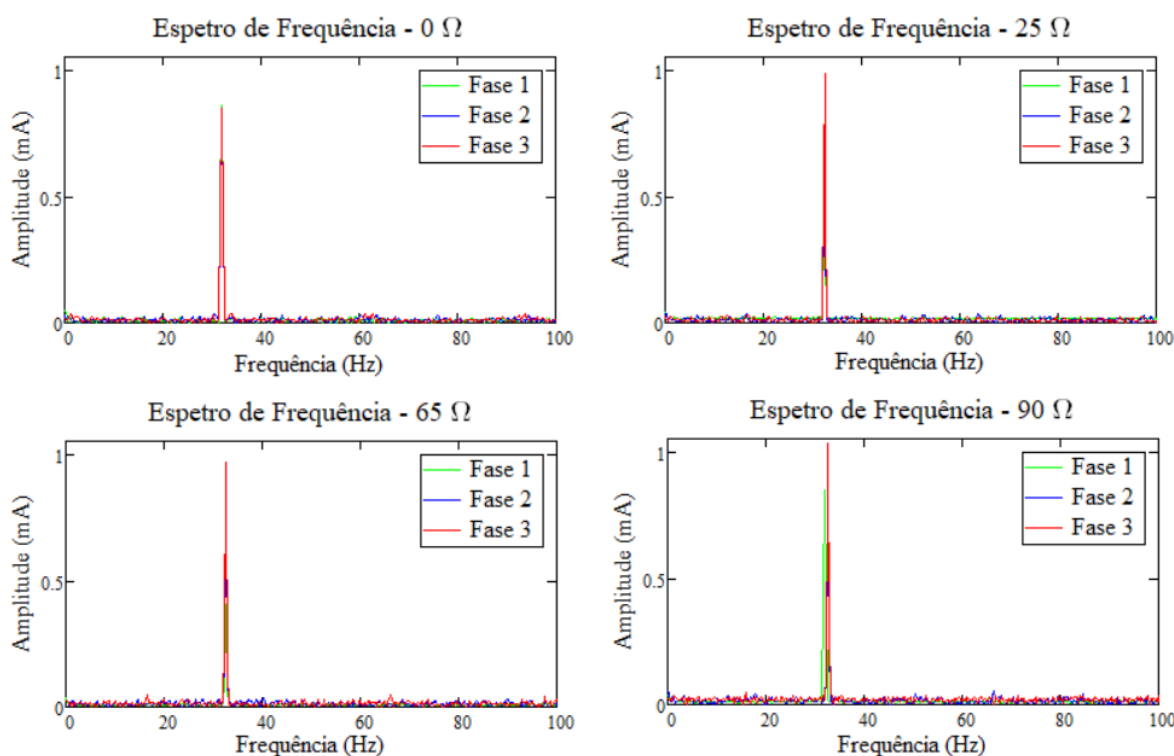 Espetro de Frequência - 0 Ω
Amplitude (mA)
1
0.5
0
Fase 1
Fase 2
Fase 3
0 20 40 60 80 100
Frequência (Hz)
Espetro de Frequência - 25 Ω
Amplitude (mA)
1
0.5
0
Fase 1
Fase 2
Fase 3
0 20 40 60 80 100
Frequência (Hz)
Espetro de Frequência - 65 Ω
Amplitude (mA)
1
0.5
0
Fase 1
Fase 2
Fase 3
0 20 40 60 80 100
Frequência (Hz)
Espetro de Frequência - 90 Ω
Amplitude (mA)
1
0.5
0
Fase 1
Fase 2
Fase 3
0 20 40 60 80 100
Frequência (Hz)